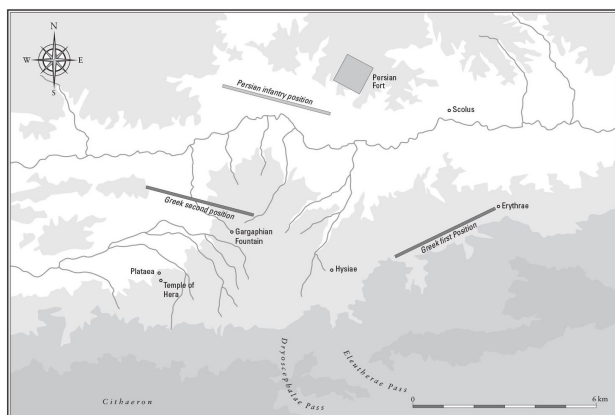 N
W
E
S
Persian
Fort
Persian infantry position
Scolus
Greek second position
Erythrae
Gargaphian
Fountain
Greek first Position
Plataea
Temple of
Hera
Hysiae
Dryoscephalae Pass
Eleutherae Pass
Cithaeron
0
6 km